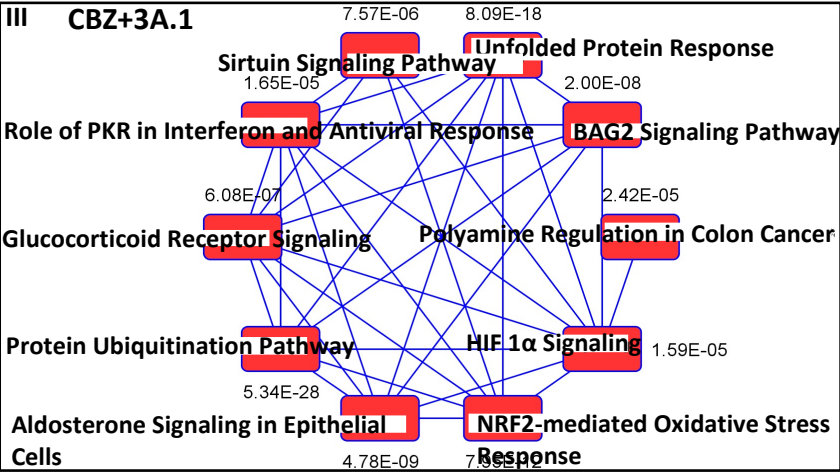 III CBZ+3A.1
7.57E-06 8.09E-18
Sirtuin Signaling Pathway
Unfolded Protein Response
1.65E-05 2.00E-08
Role of PKR in Interferon and Antiviral Response
BAG2 Signaling Pathway
6.08E-07 2.42E-05
Glucocorticoid Receptor Signaling
Polyamine Regulation in Colon Cancer
Protein Ubiquitination Pathway
HIF 1α Signaling
1.59E-05
5.34E-28
Aldosterone Signaling in Epithelial
Cells
NRF2-mediated Oxidative Stress
Response
4.78E-09